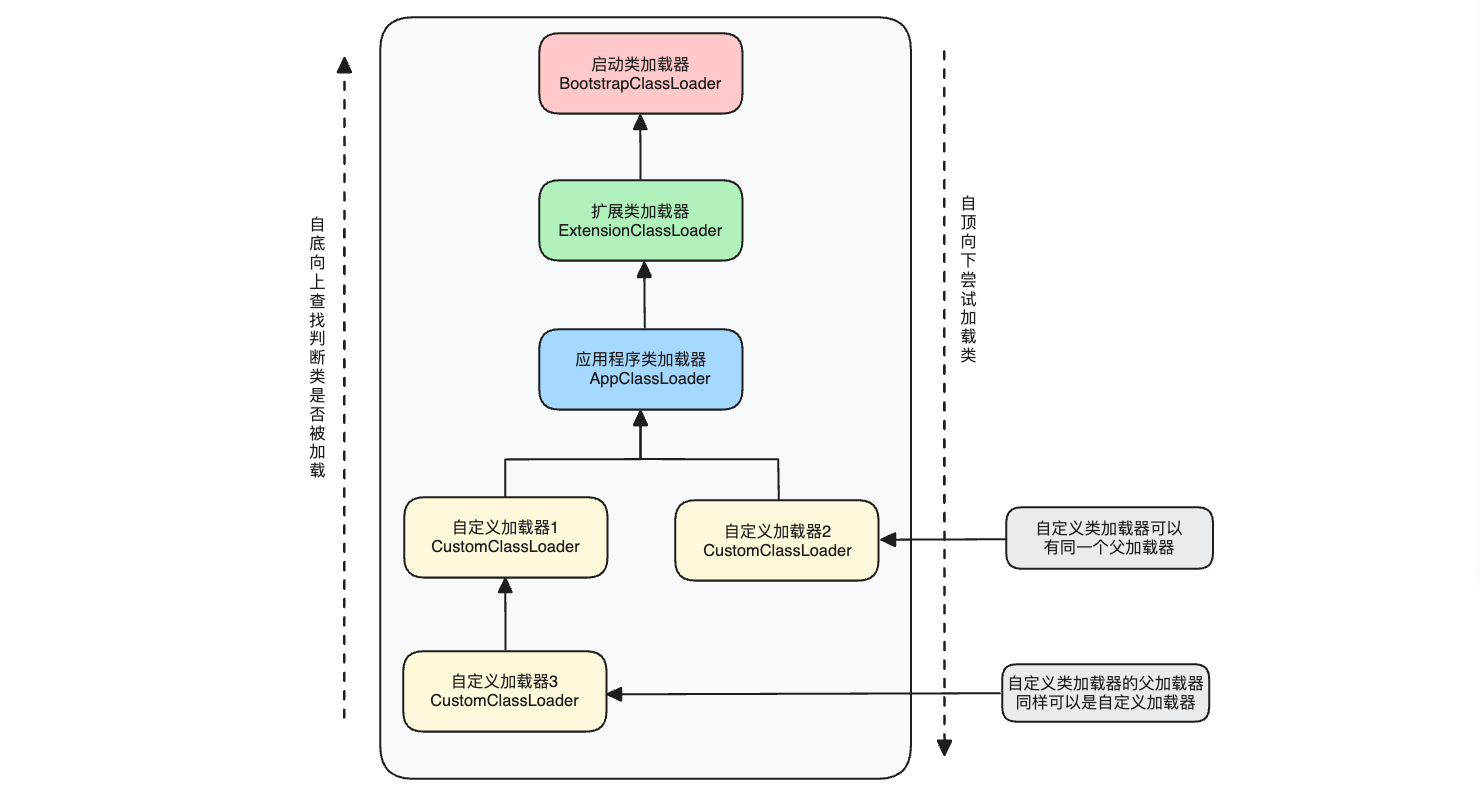 启动类加载器
BootstrapClassLoader
扩展类加载器
ExtensionClassLoader
自底向上查找判断类是否被加载
自顶向下尝试加载类
应用程序类加载器
AppClassLoader
自定义加载器1
CustomClassLoader
自定义加载器2
CustomClassLoader
自定义类加载器可以
有同一个父加载器
自定义加载器3
CustomClassLoader
自定义类加载器的父加载器
同样可以是自定义加载器